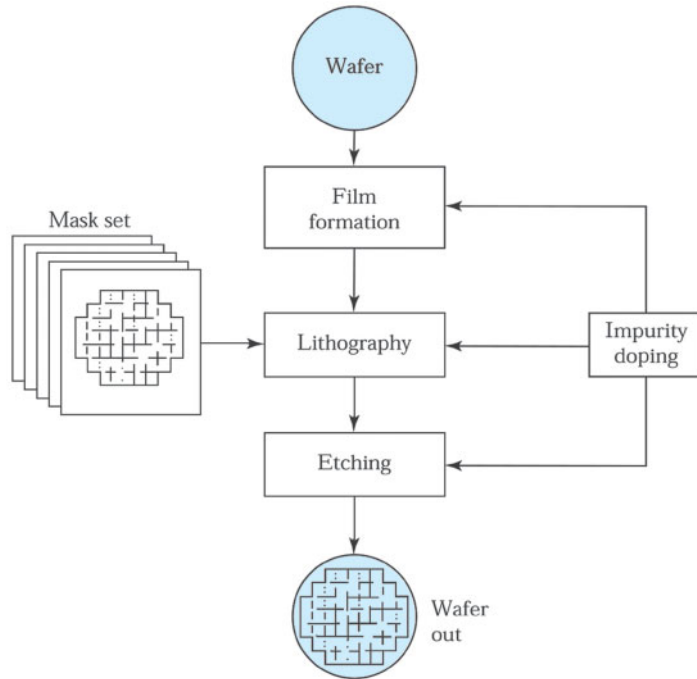 Wafer
Film
formation
Mask set
Lithography
Impurity
doping
Etching
Wafer
out